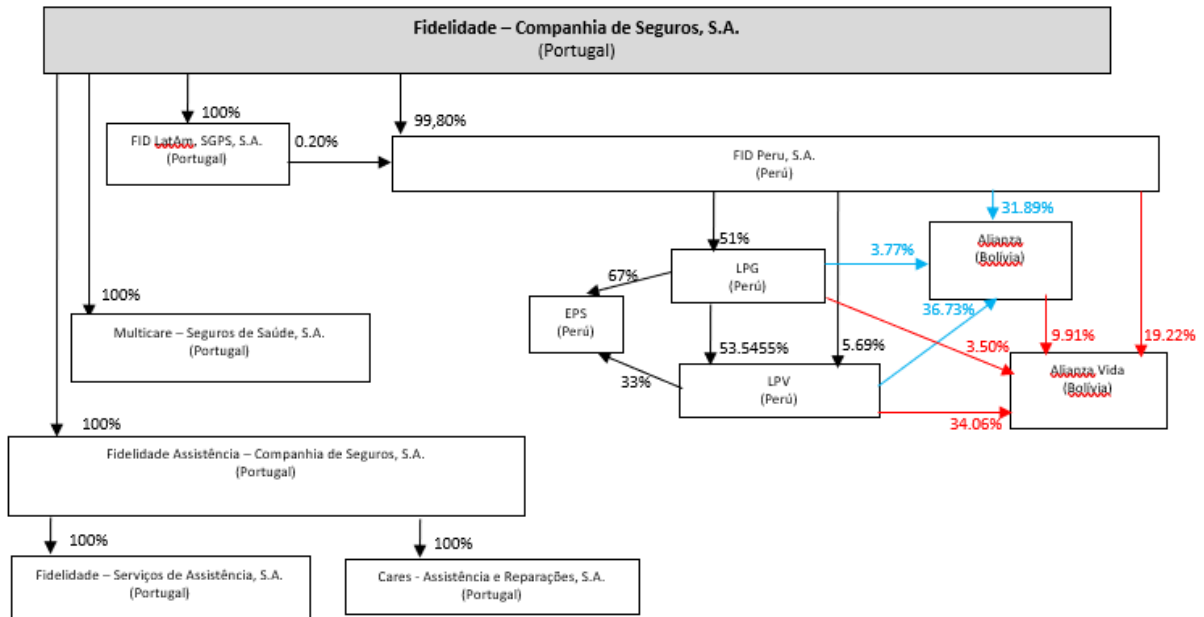 Fidelidade – Companhia de Seguros, S.A.
(Portugal)
100%
99,80%
FID LatAm, SGPS, S.A.
(Portugal)
0.20%
FID Peru, S.A.
(Perú)
31.89%
51%
3.77%
Alianza
(Bolívia)
LPG
(Perú)
67%
36.73%
100%
EPS
(Perú)
Multicare – Seguros de Saúde, S.A.
(Portugal)
53.5455%
5.69%
3.50%
9.91%
19.22%
33%
LPV
(Perú)
Alianza Vida
(Bolívia)
34.06%
100%
Fidelidade Assistência – Companhia de Seguros, S.A.
(Portugal)
100%
100%
Fidelidade – Serviços de Assistência, S.A.
(Portugal)
Cares - Assistência e Reparações, S.A.
(Portugal)